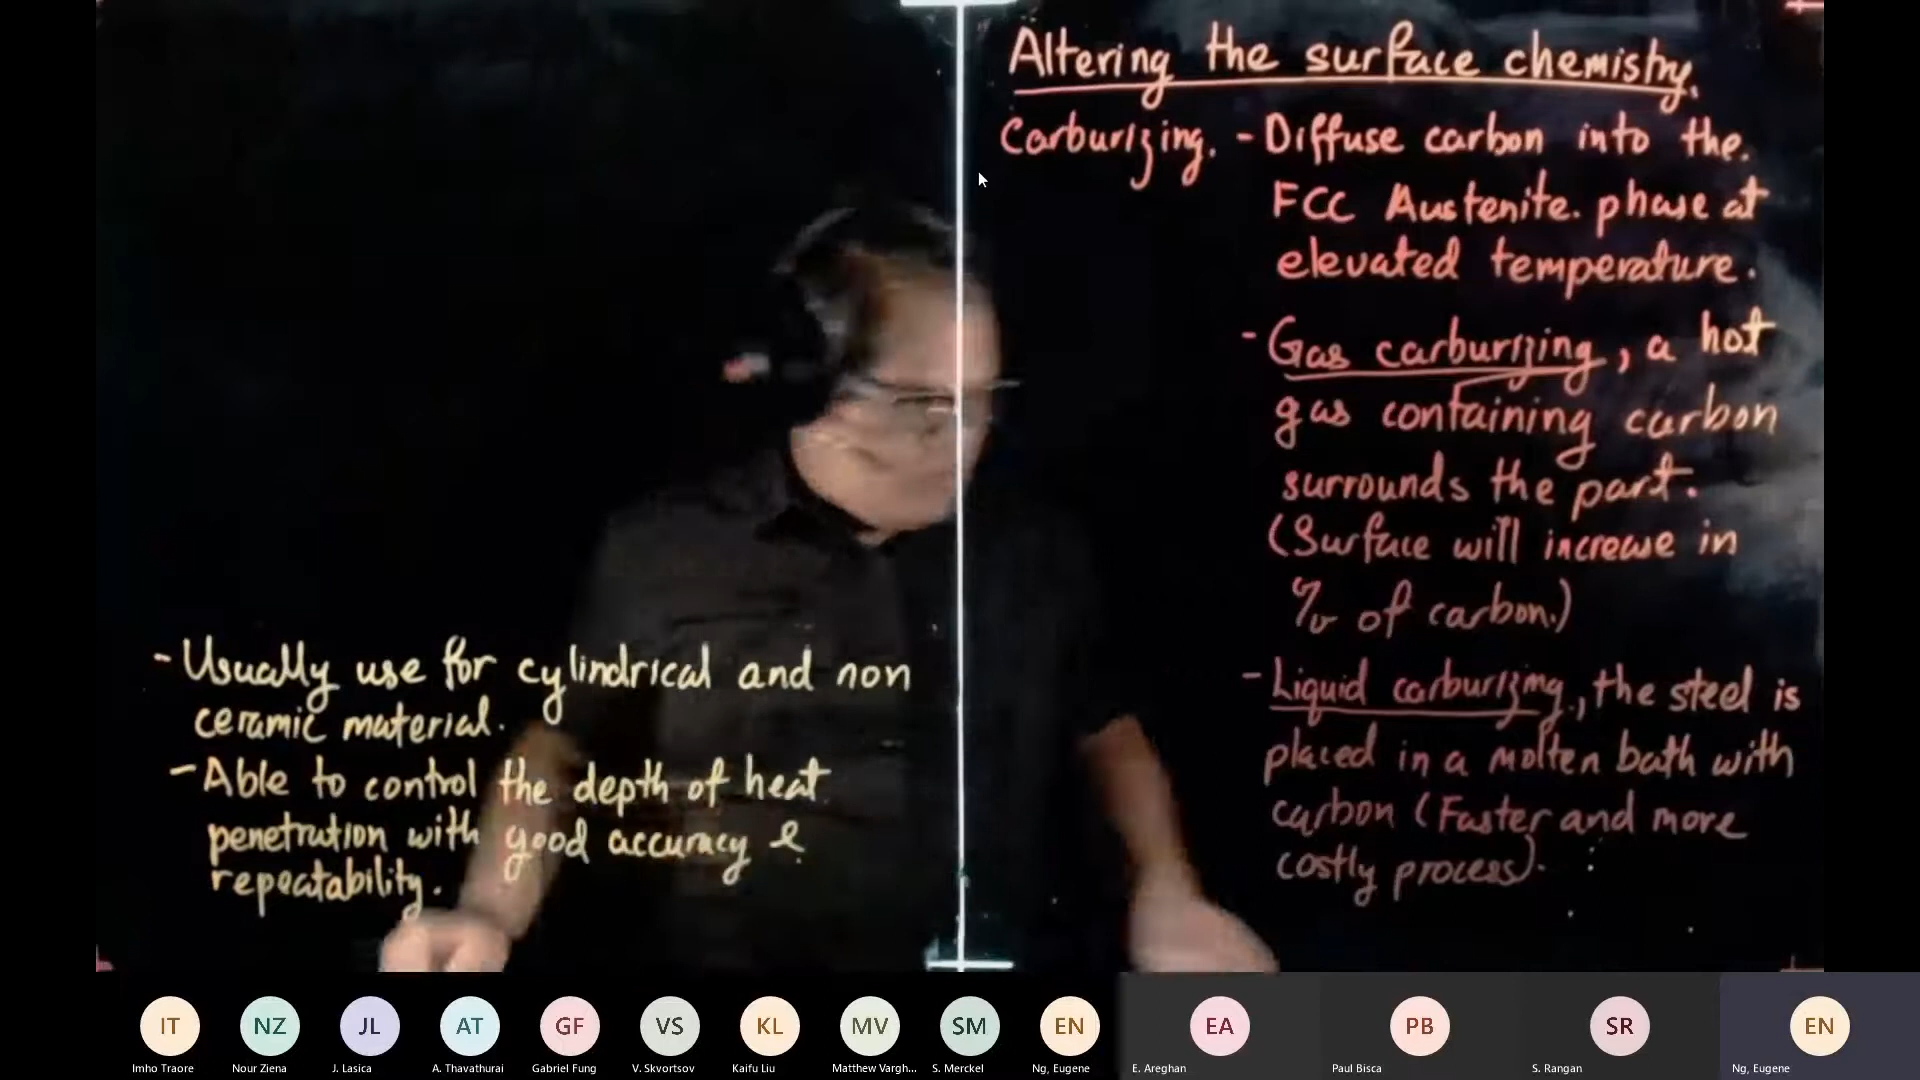 Altering the surface chemistry.
Carburizing. - Diffuse carbon into the.
FCC Austenite. phase at
elevated temperature.
- Gas carburizing, a hot
gas containing carbon
surrounds the part.
(Surface will increase in
% of carbon.)
- Liquid carburizing, the steel is
placed in a molten bath with
carbon (Faster and more
costly process).
- Usually use for cylindrical and non
ceramic material.
- Able to control the depth of heat
penetration with good accuracy &
repeatability.
IT NZ JL AT GF VS KL MV SM EN EA PB SR EN
Imho Traore Nour Ziena J. Lasica A. Thavathurai Gabriel Fung V. Skvortsov Kaifu Liu Matthew Vargh... S. Merckel Ng, Eugene E. Areghan Paul Bisca S. Rangan Ng, Eugene